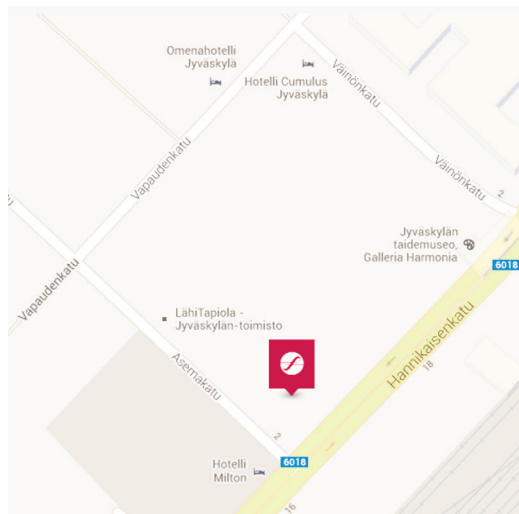 Omenahotelli
Jyväskylä
Hotelli Cumulus
Jyväskylä
Väinönkatu
Vapaudenkatu
Väinönkatu
2
Jyväskylän
taidemuseo,
Galleria Harmonia
6018
Vapaudenkatu
LähiTapiola -
Jyväskylän-toimisto
Hannikaisenkatu
Asemakatu
18
2
6018
Hotelli
Milton
16